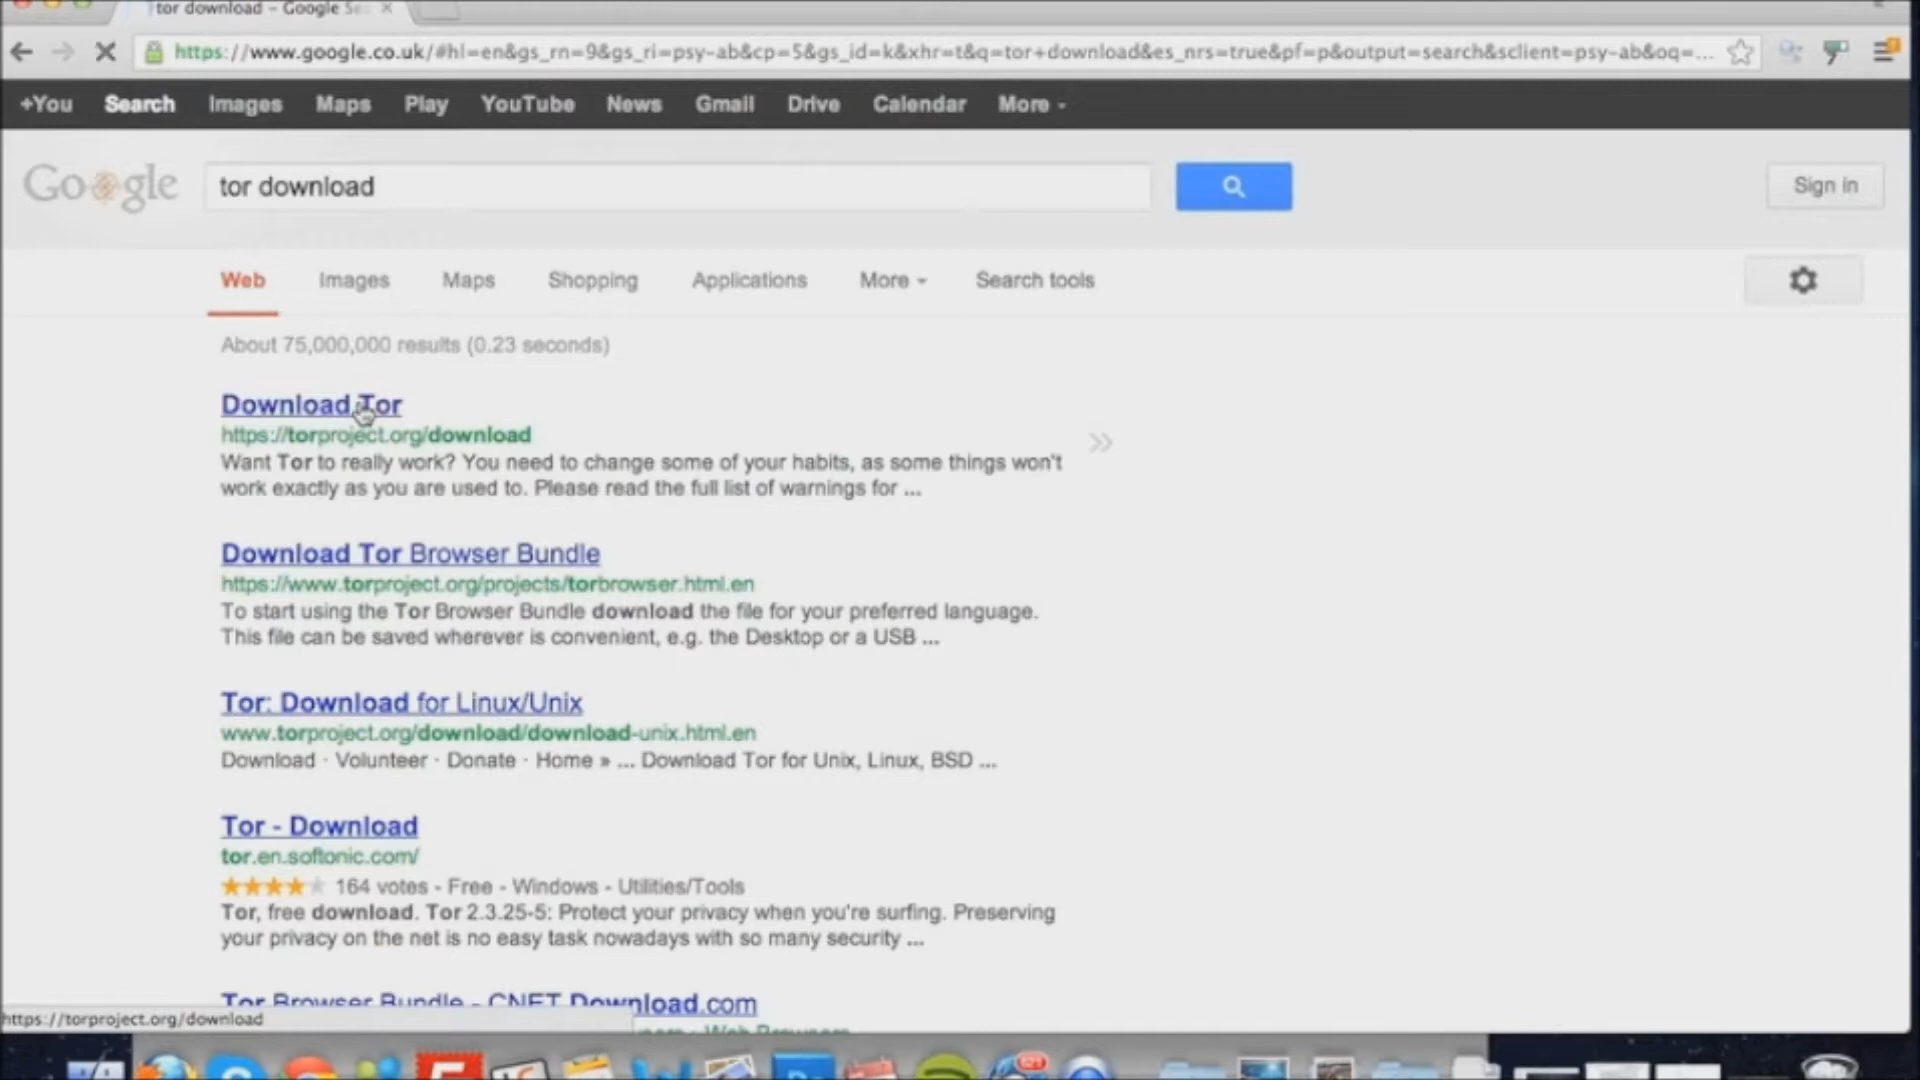 tor download - Google Se
https://www.google.co.uk/#hl=en&gs_rn=9&gs_ri=psy-ab&cp=5&gs_id=k&xhr=t&q=tor+download&es_nrs=true&pf=p&output=search&sclient=psy-ab&oq=...
+You Search Images Maps Play YouTube News Gmail Drive Calendar More
Google tor download Sign in
Web Images Maps Shopping Applications More Search tools
About 75,000,000 results (0.23 seconds)
Download Tor
https://torproject.org/download
Want Tor to really work? You need to change some of your habits, as some things won't
work exactly as you are used to. Please read the full list of warnings for ...
Download Tor Browser Bundle
https://www.torproject.org/projects/torbrowser.html.en
To start using the Tor Browser Bundle download the file for your preferred language.
This file can be saved wherever is convenient, e.g. the Desktop or a USB ...
Tor: Download for Linux/Unix
www.torproject.org/download/download-unix.html.en
Download · Volunteer · Donate · Home » ... Download Tor for Unix, Linux, BSD ...
Tor - Download
tor.en.softonic.com/
164 votes - Free - Windows - Utilities/Tools
Tor, free download. Tor 2.3.25-5: Protect your privacy when you're surfing. Preserving
your privacy on the net is no easy task nowadays with so many security ...
Tor Browser Bundle - CNET Download.com
https://torproject.org/download
Web Browsers